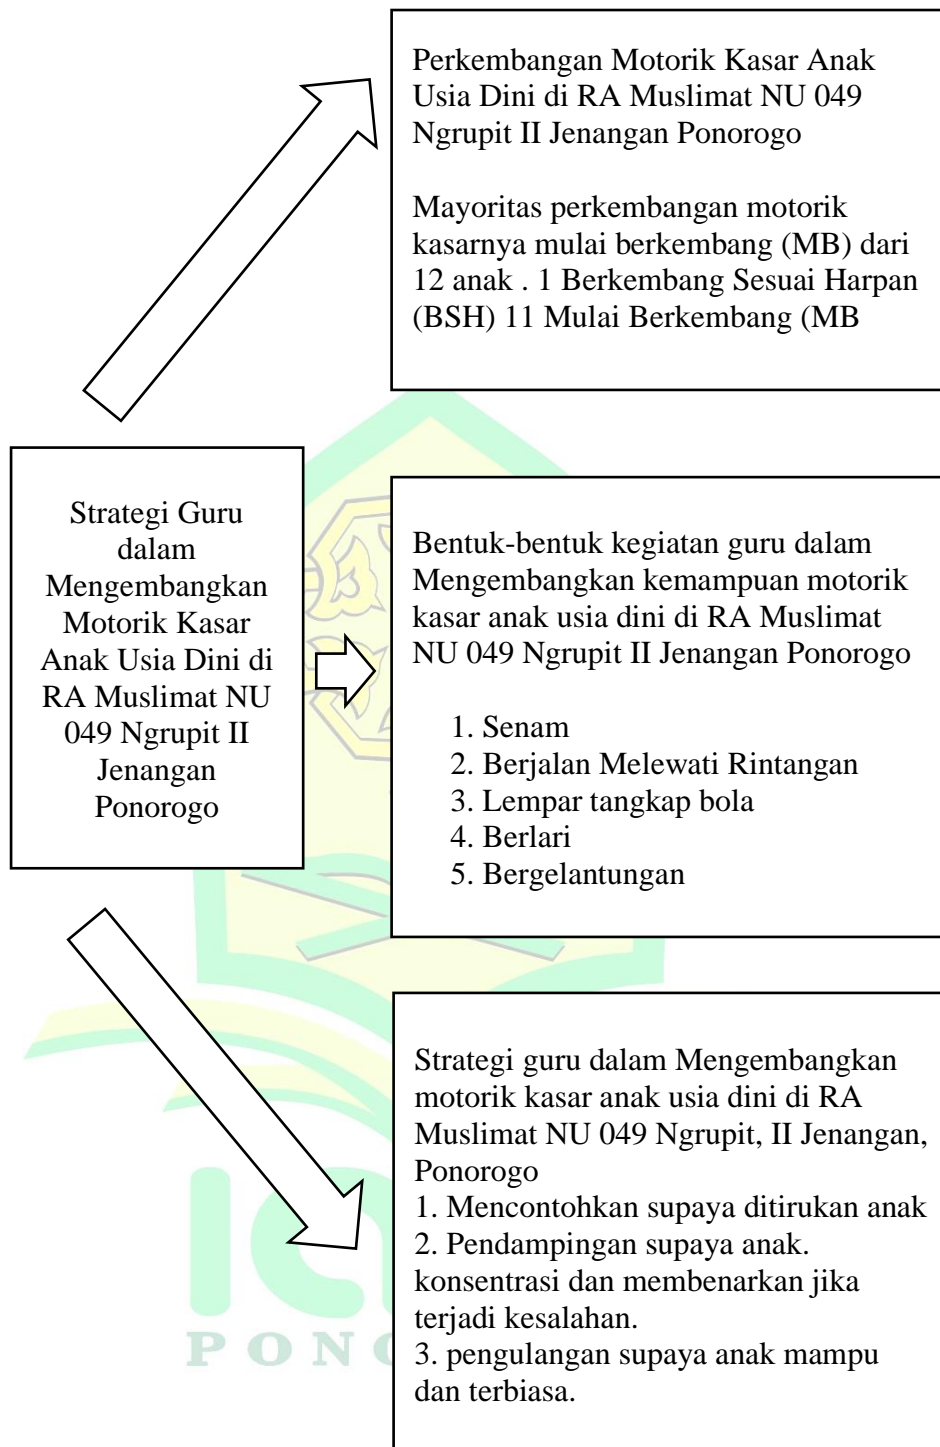 Perkembangan Motorik Kasar Anak
Usia Dini di RA Muslimat NU 049
Ngrupit II Jenangan Ponorogo
Mayoritas perkembangan motorik
kasarnya mulai berkembang (MB) dari
12 anak . 1 Berkembang Sesuai Harpan
(BSH) 11 Mulai Berkembang (MB
Strategi Guru
dalam
Mengembangkan
Motorik Kasar
Anak Usia Dini di
RA Muslimat NU
049 Ngrupit II
Jenangan
Ponorogo
Bentuk-bentuk kegiatan guru dalam
Mengembangkan kemampuan motorik
kasar anak usia dini di RA Muslimat
NU 049 Ngrupit II Jenangan Ponorogo
1. Senam
2. Berjalan Melewati Rintangan
3. Lempar tangkap bola
4. Berlari
5. Bergelantungan
Strategi guru dalam Mengembangkan
motorik kasar anak usia dini di RA
Muslimat NU 049 Ngrupit, II Jenangan,
Ponorogo
1. Mencontohkan supaya ditirukan anak
2. Pendampingan supaya anak.
konsentrasi dan membenarkan jika
terjadi kesalahan.
3. pengulangan supaya anak mampu
dan terbiasa.